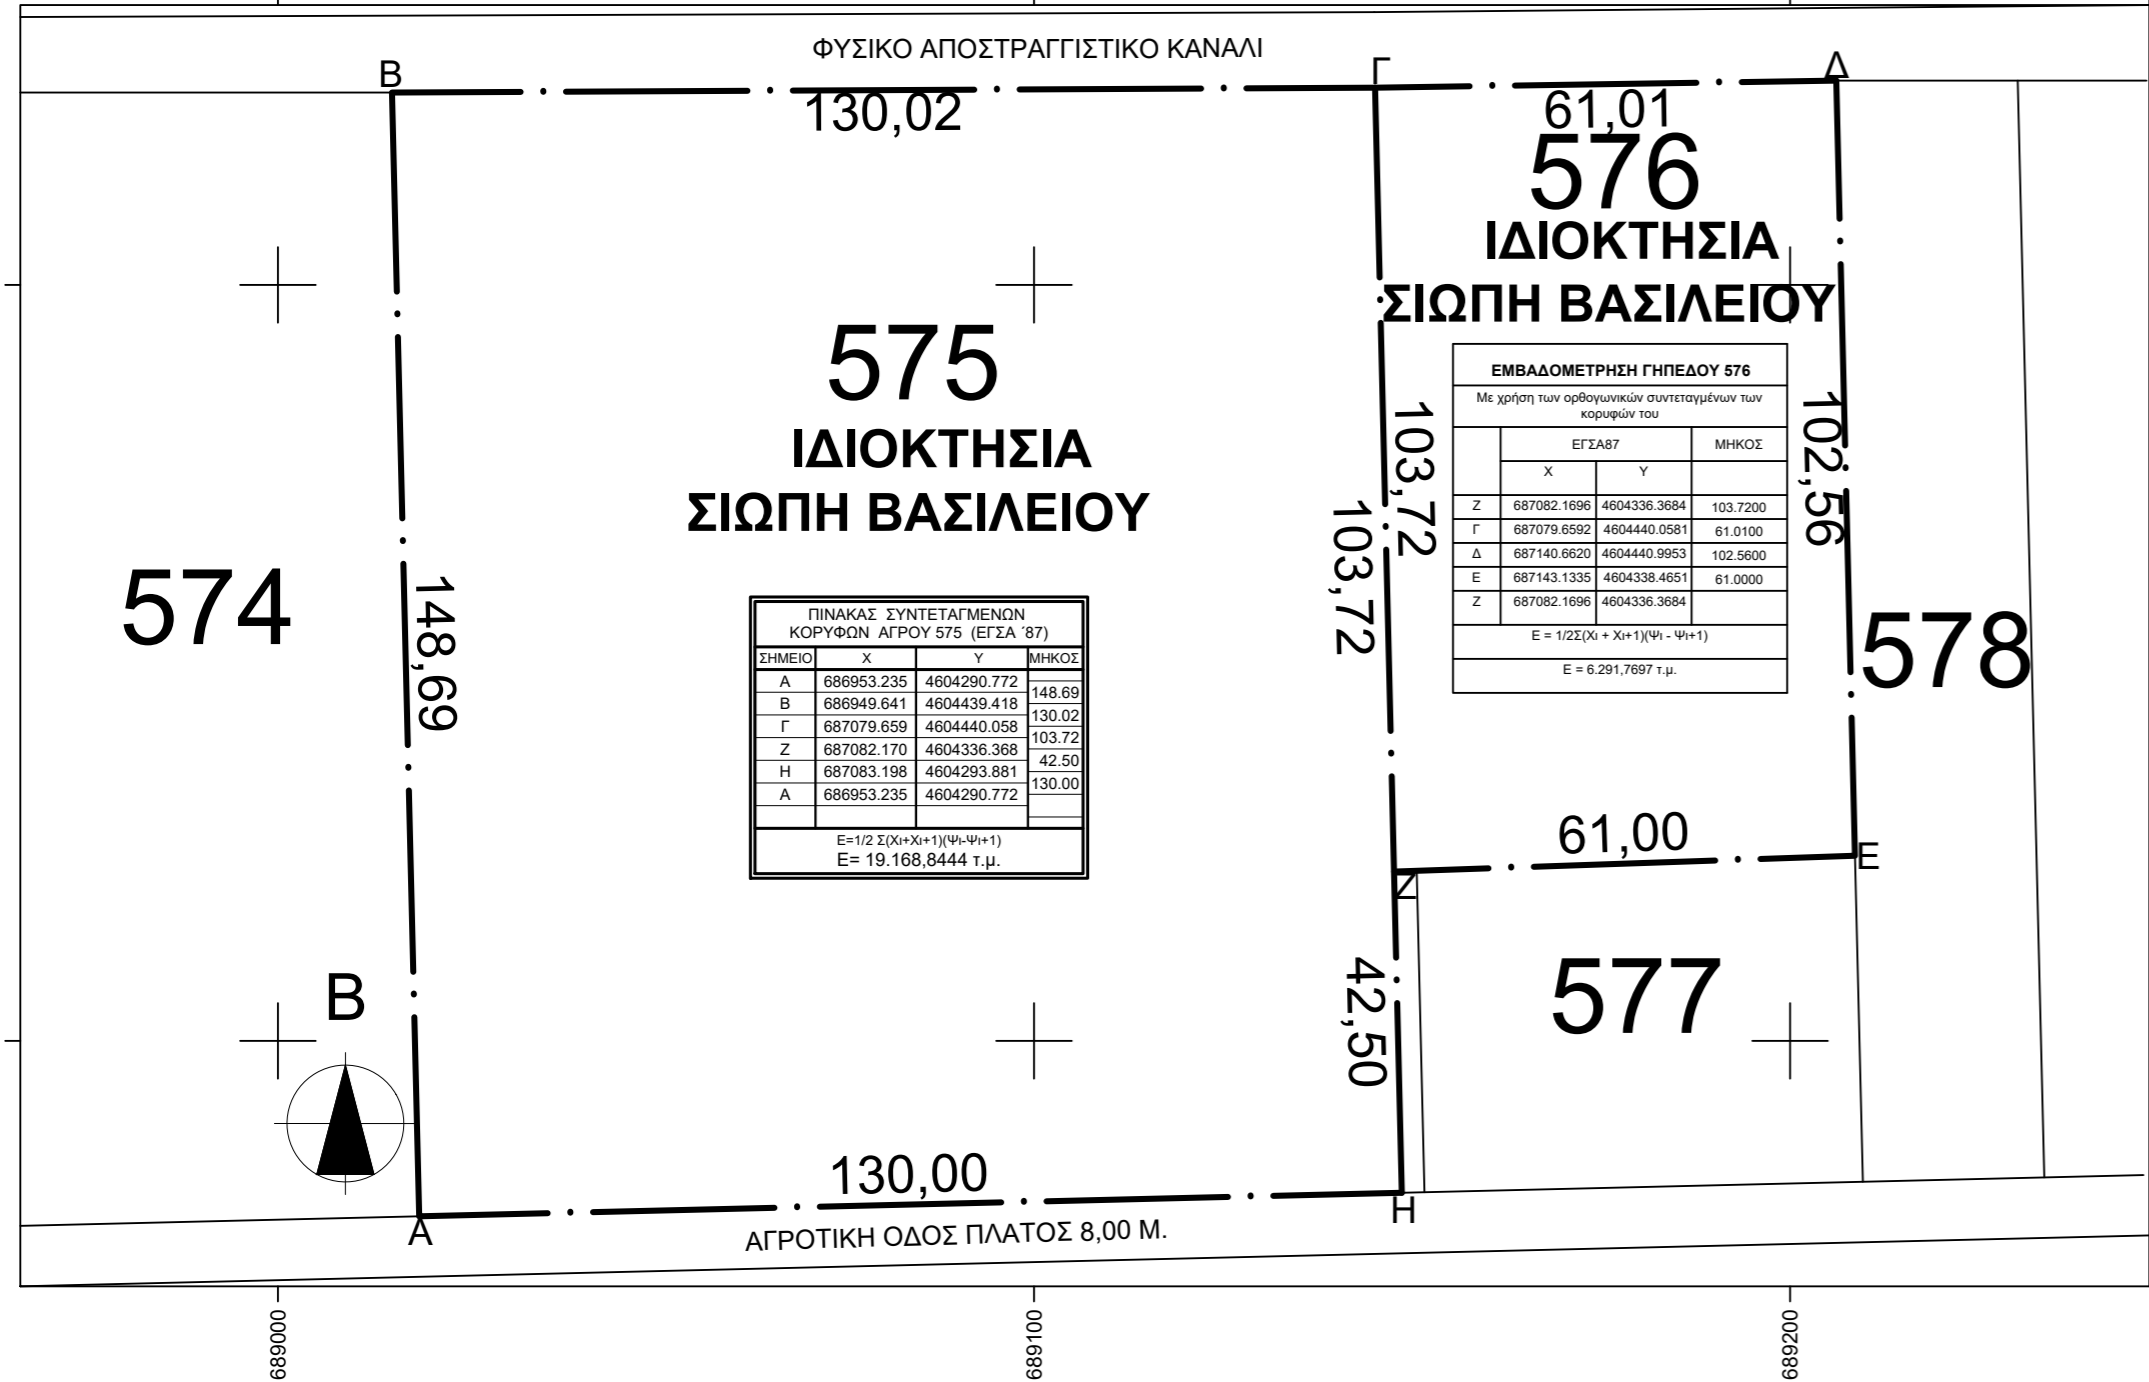 ΦΥΣΙΚΟ ΑΠΟΣΤΡΑΓΓΙΣΤΙΚΟ ΚΑΝΑΛΙ
Β
Γ
Δ
130,02
61,01
576
ΙΔΙΟΚΤΗΣΙΑ
ΣΙΩΠΗ ΒΑΣΙΛΕΙΟΥ
575
ΙΔΙΟΚΤΗΣΙΑ
ΣΙΩΠΗ ΒΑΣΙΛΕΙΟΥ
ΕΜΒΑΔΟΜΕΤΡΗΣΗ ΓΗΠΕΔΟΥ 576
Με χρήση των ορθογωνικών συντεταγμένων των
κορυφών του
ΕΓΣΑ87 ΜΗΚΟΣ
Χ Υ
Ζ 687082.1696 4604336.3684 103.7200
Γ 687079.6592 4604440.0581 61.0100
Δ 687140.6620 4604440.9953 102.5600
Ε 687143.1335 4604338.4651 61.0000
Ζ 687082.1696 4604336.3684
Ε = 1/2Σ(Χι + Χι+1)(Ψι - Ψι+1)
Ε = 6.291,7697 τ.μ.
103,72
102,56
103,72
574
148,69
578
ΠΙΝΑΚΑΣ ΣΥΝΤΕΤΑΓΜΕΝΩΝ
ΚΟΡΥΦΩΝ ΑΓΡΟΥ 575 (ΕΓΣΑ ΄87)
ΣΗΜΕΙΟ Χ Υ ΜΗΚΟΣ
Α 686953.235 4604290.772
148.69
Β 686949.641 4604439.418
130.02
Γ 687079.659 4604440.058
103.72
Ζ 687082.170 4604336.368
42.50
Η 687083.198 4604293.881
130.00
Α 686953.235 4604290.772
Ε=1/2 Σ(Χι+Χι+1)(Ψι-Ψι+1)
Ε= 19.168,8444 τ.μ.
61,00
Ε
Ζ
577
42,50
Β
130,00
Α
Η
ΑΓΡΟΤΙΚΗ ΟΔΟΣ ΠΛΑΤΟΣ 8,00 Μ.
689000
689100
689200